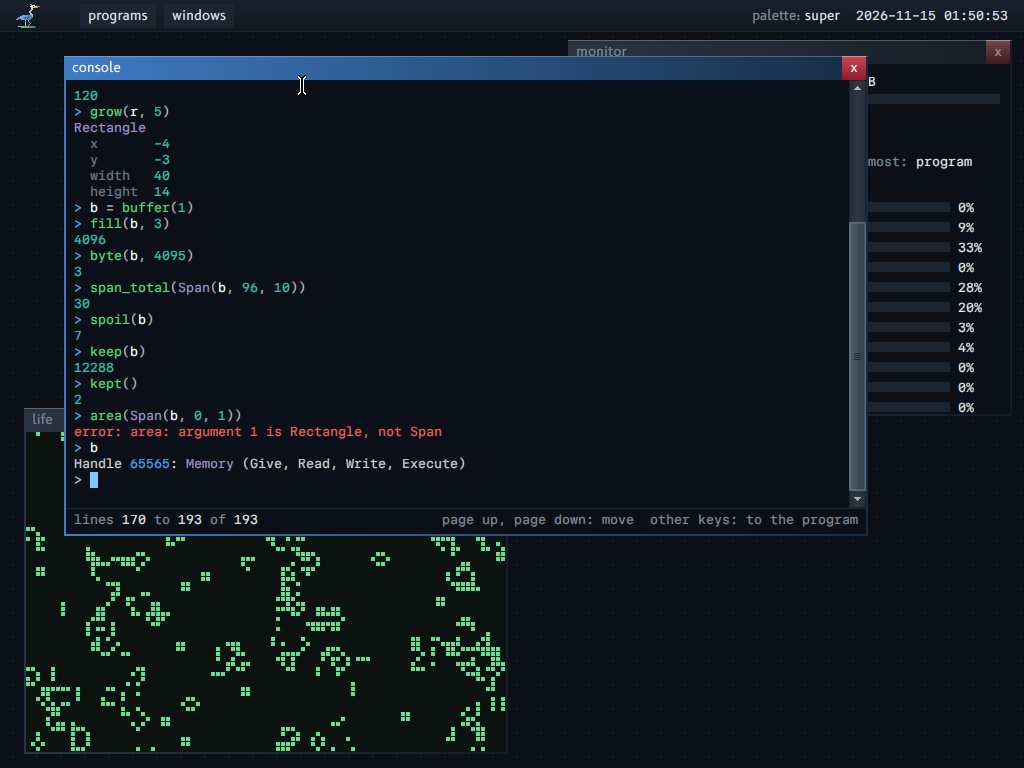 programs windows palette: super 2026-11-15 01:50:53
monitor x
console x
B
120
> grow(r, 5)
Rectangle
x -4
y -3
width 40
height 14
> b = buffer(1)
> fill(b, 3)
4096
> byte(b, 4095)
3
> span_total(Span(b, 96, 10))
30
> spoil(b)
7
> keep(b)
12288
> kept()
2
> area(Span(b, 0, 1))
error: area: argument 1 is Rectangle, not Span
> b
Handle 65565: Memory (Give, Read, Write, Execute)
>
lines 170 to 193 of 193 page up, page down: move other keys: to the program
most: program
0%
9%
33%
0%
28%
20%
3%
4%
0%
0%
0%
life